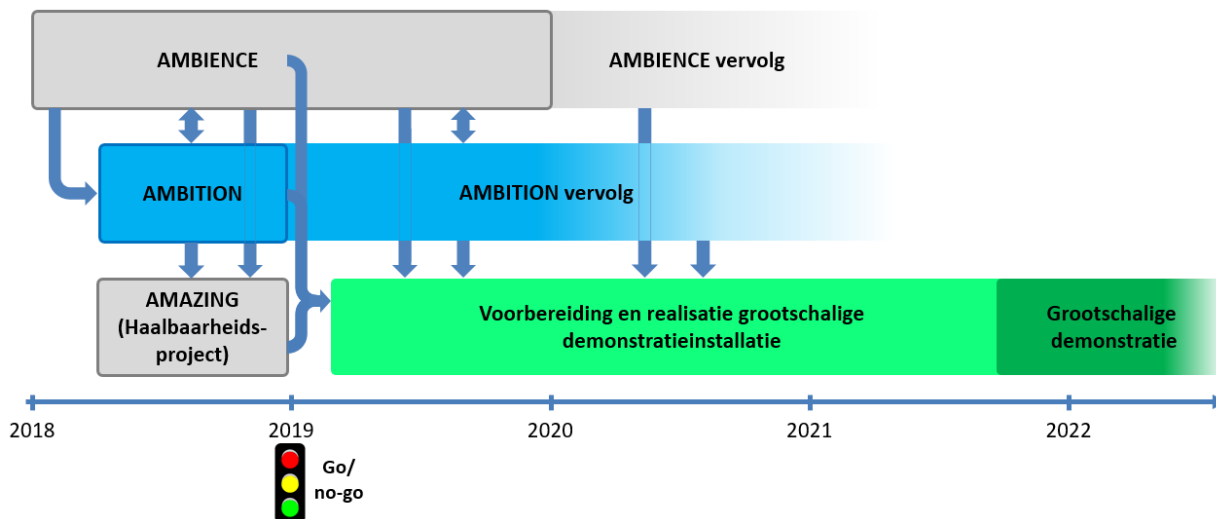 AMBIENCE
AMBIENCE vervolg
AMBITION
AMBITION vervolg
AMAZING
(Haalbaarheids-
project)
Voorbereiding en realisatie grootschalige
demonstratieinstallatie
Grootschalige
demonstratie
2018
2019
2020
2021
2022
Go/
no-go